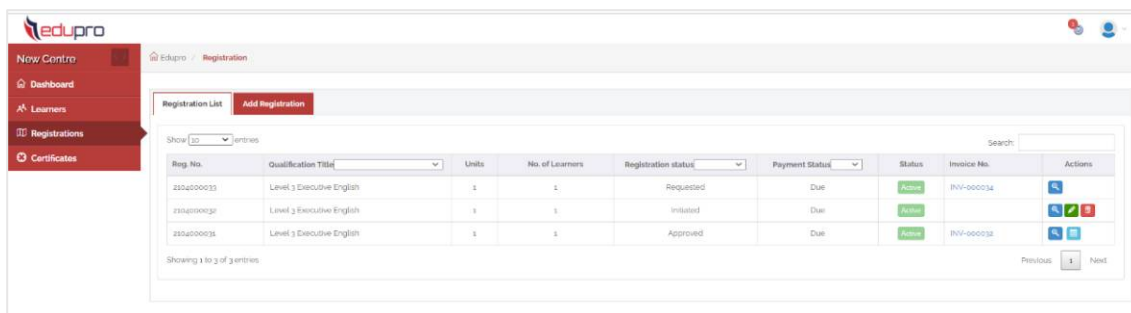 edupro
New Centre
Edupro / Registration
Dashboard
Learners
Registrations
Certificates
Registration List Add Registration
Show 10 entries Search:
Reg. No. Qualification Title Units No. of Learners Registration status Payment Status Status Invoice No. Actions
2104000033 Level 3 Executive English 1 1 Requested Due Active INV-000034
2104000032 Level 3 Executive English 1 1 Initiated Due Active
2104000031 Level 3 Executive English 1 1 Approved Due Active INV-000032
Showing 1 to 3 of 3 entries Previous 1 Next